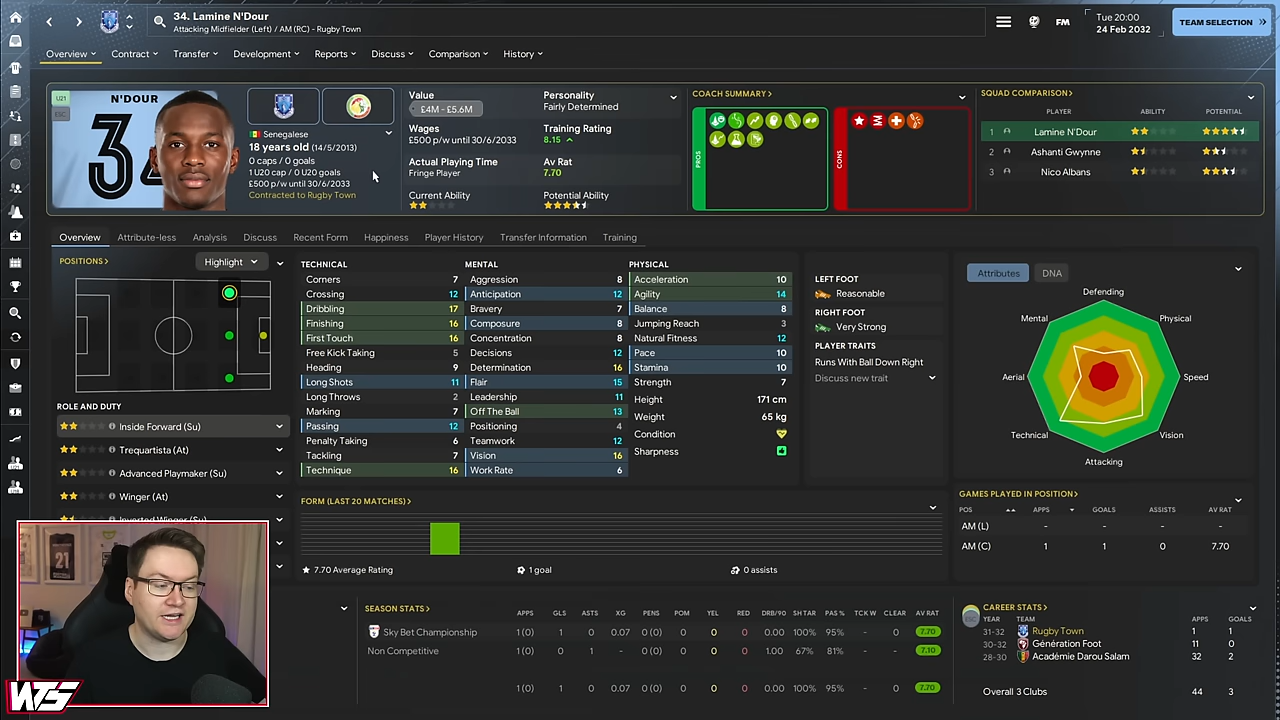 34. Lamine N'Dour
Attacking Midfielder (Left) / AM (RC) - Rugby Town
FM
Tue 20:00
24 Feb 2032
TEAM SELECTION
Overview
Contract
Transfer
Development
Reports
Discuss
Comparison
History
U21
ESC
N'DOUR
34
Senegalese
18 years old (14/5/2013)
0 caps / 0 goals
1 U20 cap / 0 U20 goals
£500 p/w until 30/6/2033
Contracted to Rugby Town
Value
£4M - £5.6M
Wages
£500 p/w until 30/6/2033
Actual Playing Time
Fringe Player
Current Ability
Personality
Fairly Determined
Training Rating
8.15
Av Rat
7.70
Potential Ability
COACH SUMMARY >
PROS
CONS
SQUAD COMPARISON >
PLAYER ABILITY POTENTIAL
1 Lamine N'Dour
2 Ashanti Gwynne
3 Nico Albans
Overview Attribute-less Analysis Discuss Recent Form Happiness Player History Transfer Information Training
POSITIONS >
Highlight
ROLE AND DUTY
Inside Forward (Su)
Trequartista (At)
Advanced Playmaker (Su)
Winger (At)
Inverted Winger (Su)
TECHNICAL
Corners 7
Crossing 12
Dribbling 17
Finishing 16
First Touch 16
Free Kick Taking 5
Heading 9
Long Shots 11
Long Throws 2
Marking 7
Passing 12
Penalty Taking 6
Tackling 7
Technique 16
MENTAL
Aggression 8
Anticipation 12
Bravery 7
Composure 8
Concentration 8
Decisions 12
Determination 16
Flair 15
Leadership 11
Off The Ball 13
Positioning 4
Teamwork 12
Vision 16
Work Rate 6
PHYSICAL
Acceleration 10
Agility 14
Balance 8
Jumping Reach 3
Natural Fitness 12
Pace 10
Stamina 10
Strength 7
Height 171 cm
Weight 65 kg
Condition
Sharpness
LEFT FOOT
Reasonable
RIGHT FOOT
Very Strong
PLAYER TRAITS
Runs With Ball Down Right
Discuss new trait
Attributes DNA
Defending
Physical
Speed
Vision
Attacking
Technical
Aerial
Mental
FORM (LAST 20 MATCHES) >
7.70 Average Rating
1 goal
0 assists
GAMES PLAYED IN POSITION >
POS APPS GOALS ASSISTS AV RAT
AM (L) - - - -
AM (C) 1 1 0 7.70
SEASON STATS >
APPS GLS ASTS XG PENS POM YEL RED DRB/90 SH TAR PAS % TCK W CLEAR AV RAT
Sky Bet Championship 1 (0) 1 0 0.07 0 (0) 0 0 0 0.00 100% 95% - 0 7.70
Non Competitive 1 (0) 0 1 - 0 (0) 0 0 0 1.00 67% 81% - - 7.10
1 (0) 1 0 0.07 0 (0) 0 0 0 0.00 100% 95% - 0 7.70
CAREER STATS >
YEAR TEAM APPS GOALS
31-32 Rugby Town 1 1
30-32 Génération Foot 11 0
28-30 Académie Darou Salam 32 2
Overall 3 Clubs 44 3
21
WTS